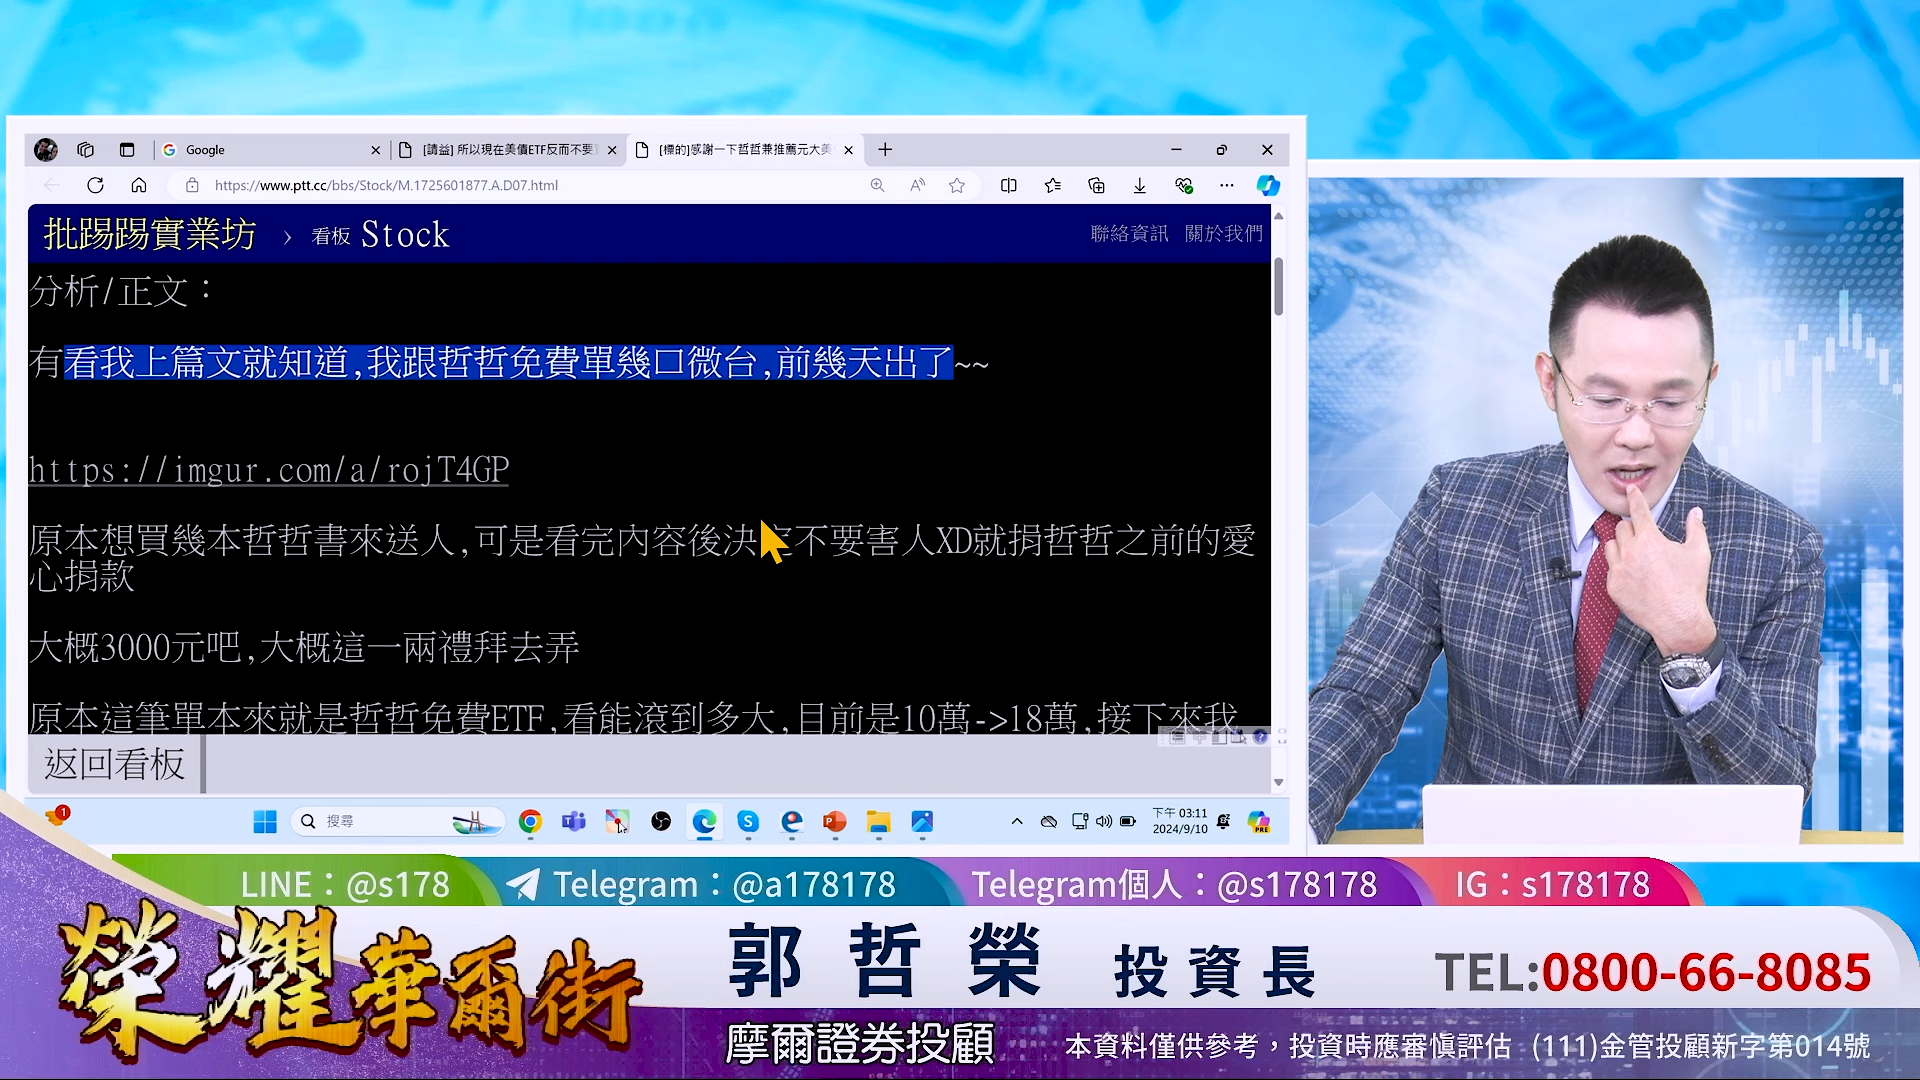 Google
[請益] 所以現在美債ETF反而不要
[標的]感謝一下哲哲兼推薦元大美
https://www.ptt.cc/bbs/Stock/M.1725601877.A.D07.html
批踢踢實業坊 › 看板 Stock
聯絡資訊 關於我們
分析/正文：
有看我上篇文就知道,我跟哲哲免費單幾口微台,前幾天出了~~
https://imgur.com/a/rojT4GP
原本想買幾本哲哲書來送人,可是看完內容後決定不要害人XD就捐哲哲之前的愛
心捐款
大概3000元吧,大概這一兩禮拜去弄
原本這筆單本來就是哲哲免費ETF,看能滾到多大,目前是10萬->18萬,接下來我
返回看板
1
搜尋
下午 03:11
2024/9/10
PRE
LINE：@s178
Telegram：@a178178
Telegram個人：@s178178
IG：s178178
榮耀華爾街
郭哲榮 投資長
TEL:0800-66-8085
摩爾證券投顧
本資料僅供參考，投資時應審慎評估 (111)金管投顧新字第014號